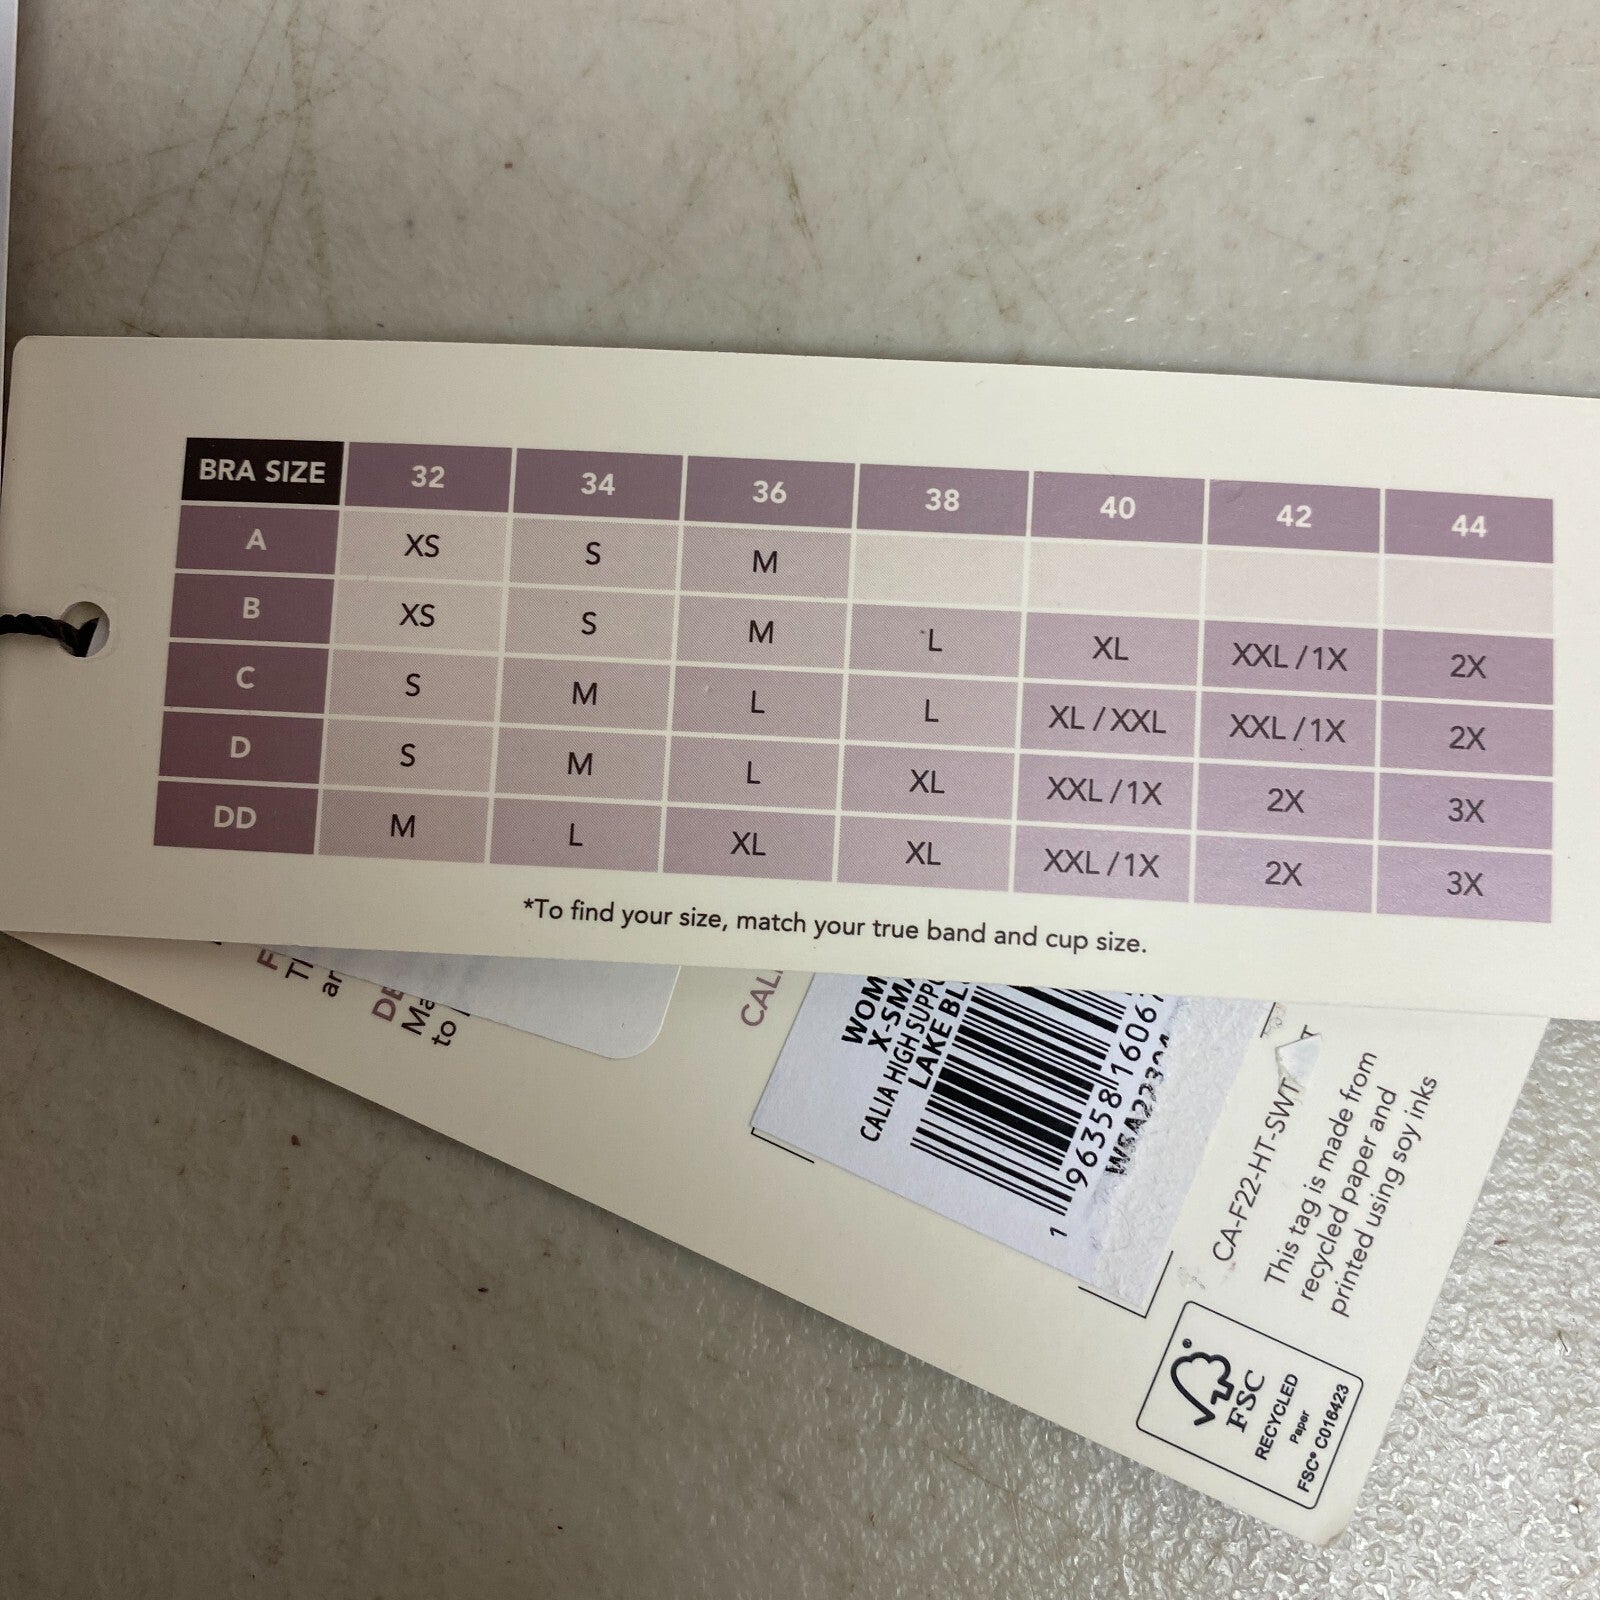 BRA SIZE 32 34 36 38 40 42 44
A XS S M
B XS S M L XL XXL / 1X 2X
C S M L L XL / XXL XXL / 1X 2X
D S M L XL XXL / 1X 2X 3X
DD M L XL XL XXL / 1X 2X 3X
*To find your size, match your true band and cup size.
CALIA HIGH
LAKE
1 96358
CA-F22-HT-SWT
This tag is made from
recycled paper and
printed using soy inks
FSC
RECYCLED
Paper
FSC® C016423